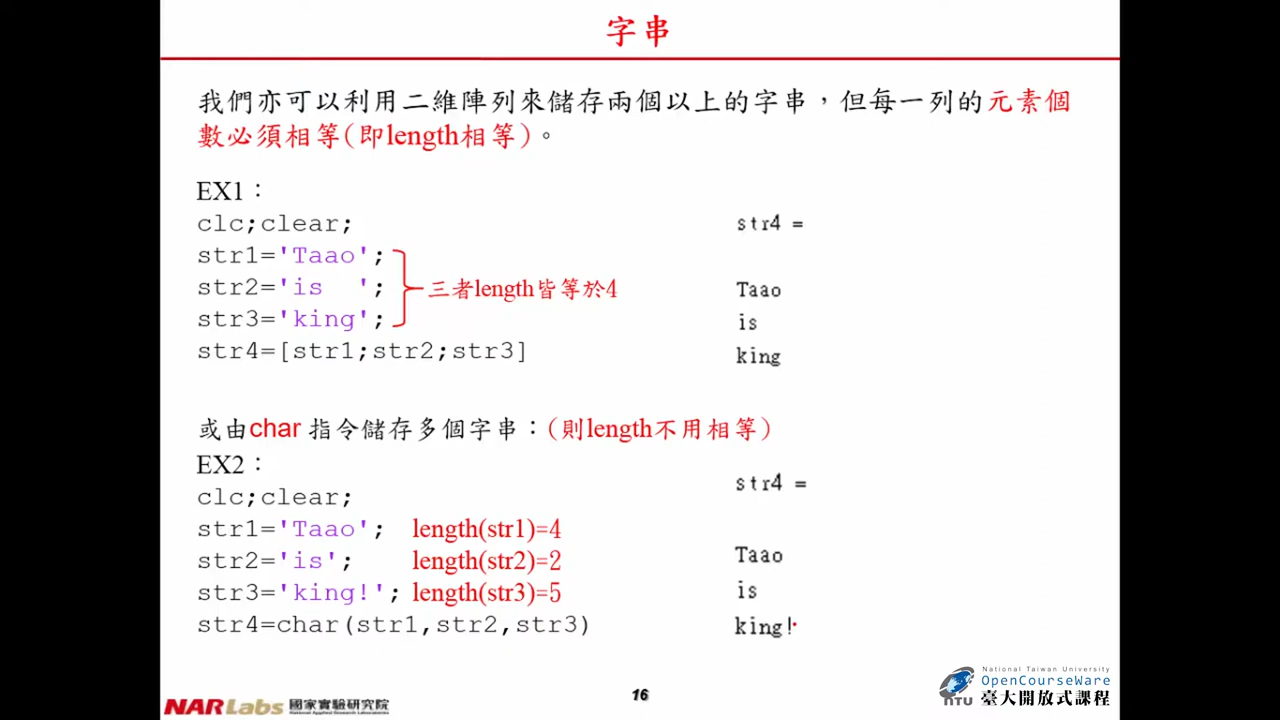 字串
我們亦可以利用二維陣列來儲存兩個以上的字串，但每一列的元素個
數必須相等(即length相等)。
EX1：
clc;clear;
str1='Taao';
str2='is  ';
str3='king';
三者length皆等於4
str4=[str1;str2;str3]
str4 =
Taao
is
king
或由char 指令儲存多個字串：(則length不用相等)
EX2：
clc;clear;
str1='Taao'; length(str1)=4
str2='is'; length(str2)=2
str3='king!'; length(str3)=5
str4=char(str1,str2,str3)
str4 =
Taao
is
king!
NARLabs 國家實驗研究院
National Applied Research Laboratories
16
National Taiwan University
OpenCourseWare
臺大開放式課程
NTU